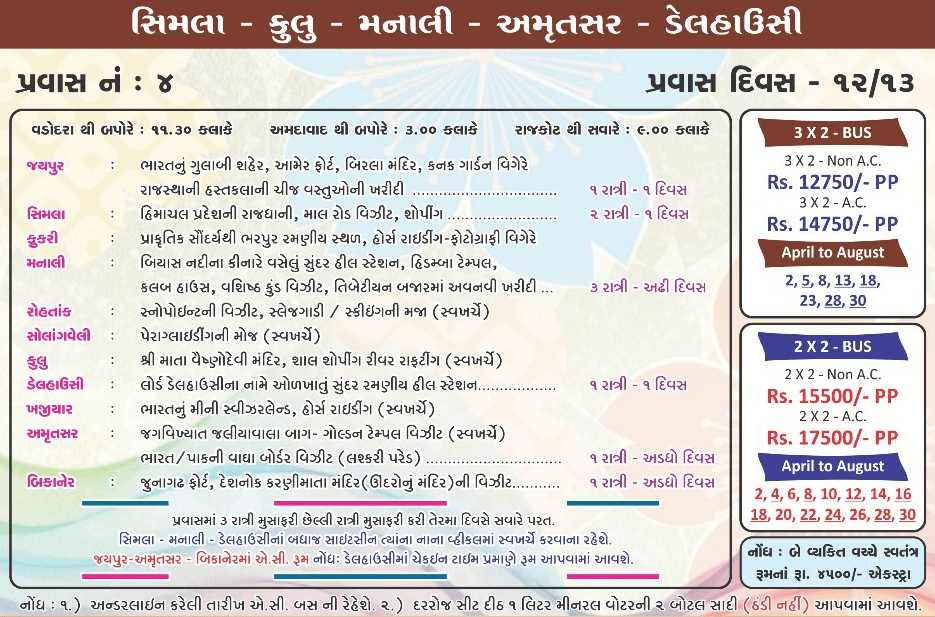 સિમલા - કુલુ - મનાલી - અમૃતસર - ડેલહાઉસી
પ્રવાસ નં : ૪
પ્રવાસ દિવસ - ૧૨/૧૩
વડોદરા થી બપોરે : ૧૧.૩૦ કલાકે અમદાવાદ થી બપોરે : ૩.૦૦ કલાકે રાજકોટ થી સવારે : ૯.૦૦ કલાકે
જયપુર : ભારતનું ગુલાબી શહેર, આમેર ફોર્ટ, બિરલા મંદિર, કનક ગાર્ડન વિગેરે
રાજસ્થાની હસ્તકલાની ચીજ વસ્તુઓની ખરીદી ............................. ૧ રાત્રી - ૧ દિવસ
સિમલા : હિમાચલ પ્રદેશની રાજધાની, માલ રોડ વિઝીટ, શોપીંગ ...................... ૨ રાત્રી - ૧ દિવસ
કુફરી : પ્રાકૃતિક સૌંદર્યથી ભરપુર રમણીય સ્થળ, હોર્સ રાઇડીંગ-ફોટોગ્રાફી વિગેરે
મનાલી : બિયાસ નદીના કીનારે વસેલું સુંદર હીલ સ્ટેશન, હિડમ્બા ટેમ્પલ,
કલબ હાઉસ, વશિષ્ઠ કુંડ વિઝીટ, તિબેટીયન બજારમાં અવનવી ખરીદી ... ૩ રાત્રી - અઢી દિવસ
રોહતાંક : સ્નોપોઇન્ટની વિઝીટ, સ્લેજગાડી / સ્કીઇંગની મજા (સ્વખર્ચે)
સોલાંગવેલી : પેરાગ્લાઇડીંગની મોજ (સ્વખર્ચે)
કુલુ : શ્રી માતા વૈષ્ણોદેવી મંદિર, શાલ શોપીંગ રીવર રાફટીંગ (સ્વખર્ચે)
ડેલહાઉસી : લોર્ડ ડેલહાઉસીના નામે ઓળખાતું સુંદર રમણીય હીલ સ્ટેશન................ ૧ રાત્રી - ૧ દિવસ
ખજીયાર : ભારતનું મીની સ્વીઝરલેન્ડ, હોર્સ રાઇડીંગ (સ્વખર્ચે)
અમૃતસર : જગવિખ્યાત જલીયાવાલા બાગ- ગોલ્ડન ટેમ્પલ વિઝીટ (સ્વખર્ચે)
ભારત/પાકની વાઘા બોર્ડર વિઝીટ (લશ્કરી પરેડ) ........................... ૧ રાત્રી - અડધો દિવસ
બિકાનેર : જુનાગઢ ફોર્ટ, દેશનોક કરણીમાતા મંદિર(ઊંદરોનું મંદિર)ની વિઝીટ........... ૧ રાત્રી - અડધો દિવસ
પ્રવાસમાં ૩ રાત્રી મુસાફરી છેલ્લી રાત્રી મુસાફરી કરી તેરમા દિવસે સવારે પરત.
સિમલા - મનાલી - ડેલહાઉસીનાં બધાજ સાઇટસીન ત્યાંના નાના વ્હીકલમાં સ્વખર્ચે કરવાના રહેશે.
જયપુર-અમૃતસર - બિકાનેરમાં એ.સી. રૂમ નોંધઃ ડેલહાઉસીમાં ચેકઇન ટાઇમ પ્રમાણે રૂમ આપવામાં આવશે.
3 X 2 - BUS
3 X 2 - Non A.C.
Rs. 12750/- PP
3 X 2 - A.C.
Rs. 14750/- PP
April to August
2, 5, 8, 13, 18,
23, 28, 30
2 X 2 - BUS
2 X 2 - Non A.C.
Rs. 15500/- PP
2 X 2 - A.C.
Rs. 17500/- PP
April to August
2, 4, 6, 8, 10, 12, 14, 16
18, 20, 22, 24, 26, 28, 30
નોંધ : બે વ્યકિત વચ્ચે સ્વતંત્ર
રૂમનાં રૂા. ૪૫૦૦/- એકસ્ટ્રા
નોંધ : ૧.) અન્ડરલાઇન કરેલી તારીખ એ.સી. બસ ની રેહેશે. ૨.) દરરોજ સીટ દીઠ ૧ લિટર મીનરલ વોટરની ૨ બોટલ સાદી (ઠંડી નહીં) આપવામાં આવશે.